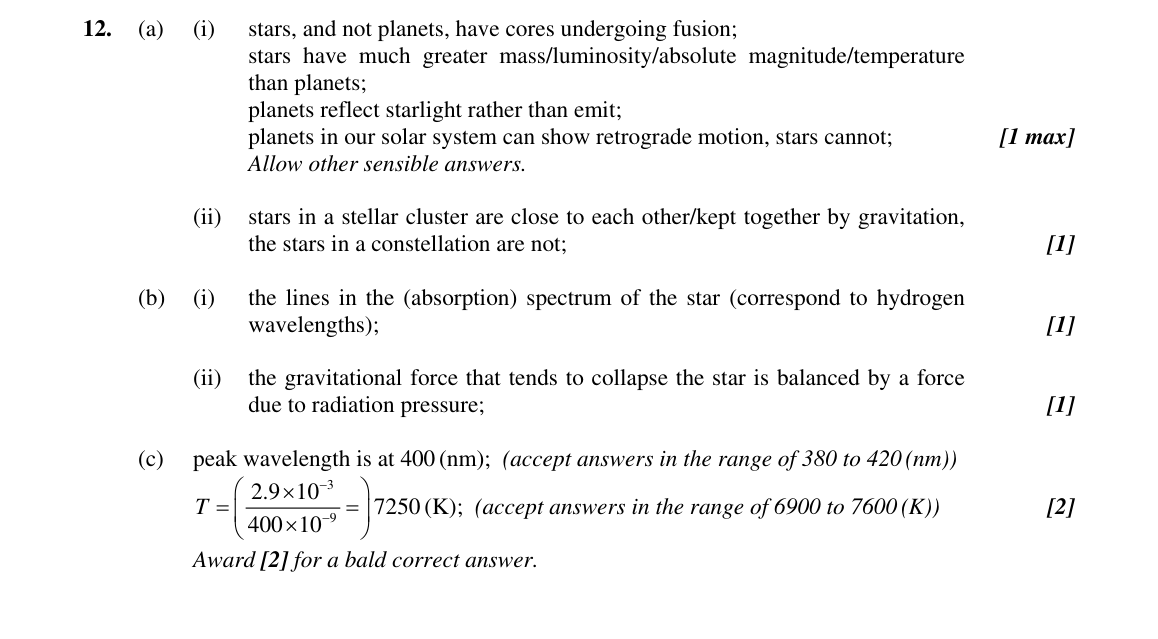 12. (a) (i) stars, and not planets, have cores undergoing fusion;
stars have much greater mass/luminosity/absolute magnitude/temperature
than planets;
planets reflect starlight rather than emit;
planets in our solar system can show retrograde motion, stars cannot; [1 max]
Allow other sensible answers.
(ii) stars in a stellar cluster are close to each other/kept together by gravitation,
the stars in a constellation are not; [1]
(b) (i) the lines in the (absorption) spectrum of the star (correspond to hydrogen
wavelengths); [1]
(ii) the gravitational force that tends to collapse the star is balanced by a force
due to radiation pressure; [1]
(c) peak wavelength is at 400 (nm); (accept answers in the range of 380 to 420 (nm))
T = (2.9×10⁻³ / 400×10⁻⁹ =) 7250 (K); (accept answers in the range of 6900 to 7600 (K)) [2]
Award [2] for a bald correct answer.